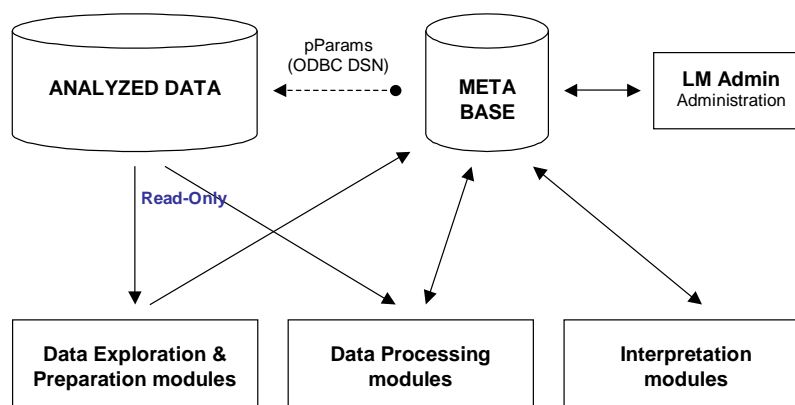 pParams
(ODBC DSN)
ANALYZED DATA
META
BASE
LM Admin
Administration
Read-Only
Data Exploration &
Preparation modules
Data Processing
modules
Interpretation
modules